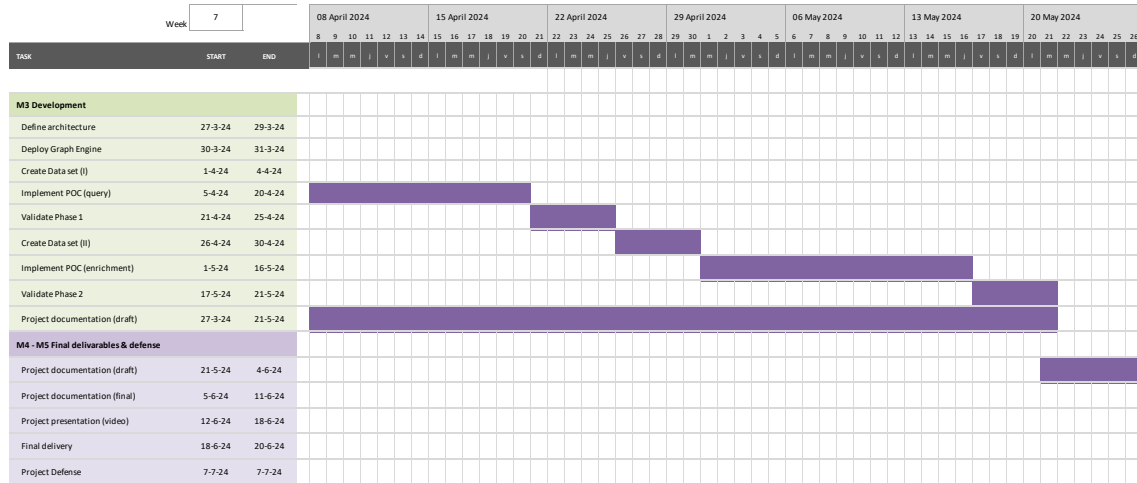 Week 7
08 April 2024 15 April 2024 22 April 2024 29 April 2024 06 May 2024 13 May 2024 20 May 2024
8 9 10 11 12 13 14 15 16 17 18 19 20 21 22 23 24 25 26 27 28 29 30 1 2 3 4 5 6 7 8 9 10 11 12 13 14 15 16 17 18 19 20 21 22 23 24 25 26
TASK START END l m m j v s d l m m j v s d l m m j v s d l m m j v s d l m m j v s d l m m j v s d l m m j v s d
M3 Development
Define architecture 27-3-24 29-3-24
Deploy Graph Engine 30-3-24 31-3-24
Create Data set (I) 1-4-24 4-4-24
Implement POC (query) 5-4-24 20-4-24
Validate Phase 1 21-4-24 25-4-24
Create Data set (II) 26-4-24 30-4-24
Implement POC (enrichment) 1-5-24 16-5-24
Validate Phase 2 17-5-24 21-5-24
Project documentation (draft) 27-3-24 21-5-24
M4 - M5 Final delivarables & defense
Project documentation (draft) 21-5-24 4-6-24
Project documentation (final) 5-6-24 11-6-24
Project presentation (video) 12-6-24 18-6-24
Final delivery 18-6-24 20-6-24
Project Defense 7-7-24 7-7-24